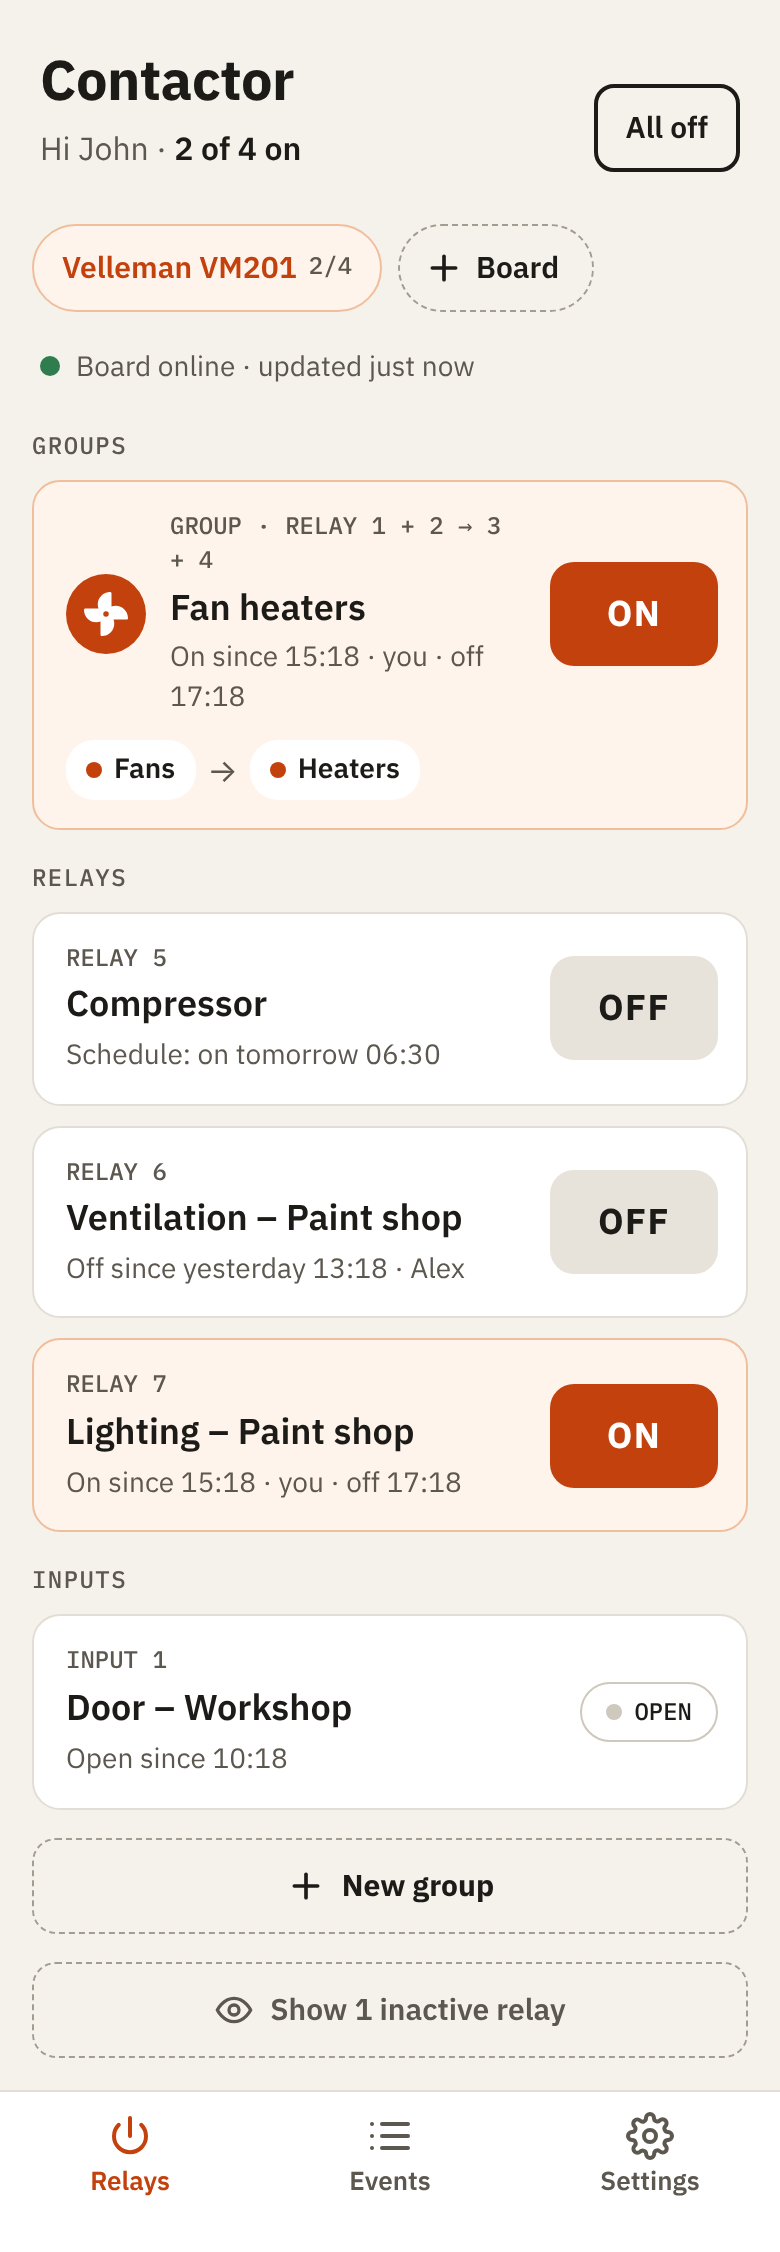 Contactor
Hi John · 2 of 4 on
All off
Velleman VM201 2/4
Board
Board online · updated just now
GROUPS
GROUP · RELAY 1 + 2 → 3
+ 4
Fan heaters
On since 15:18 · you · off
17:18
ON
Fans → Heaters
RELAYS
RELAY 5
Compressor
Schedule: on tomorrow 06:30
OFF
RELAY 6
Ventilation – Paint shop
Off since yesterday 13:18 · Alex
OFF
RELAY 7
Lighting – Paint shop
On since 15:18 · you · off 17:18
ON
INPUTS
INPUT 1
Door – Workshop
Open since 10:18
OPEN
New group
Show 1 inactive relay
Relays
Events
Settings